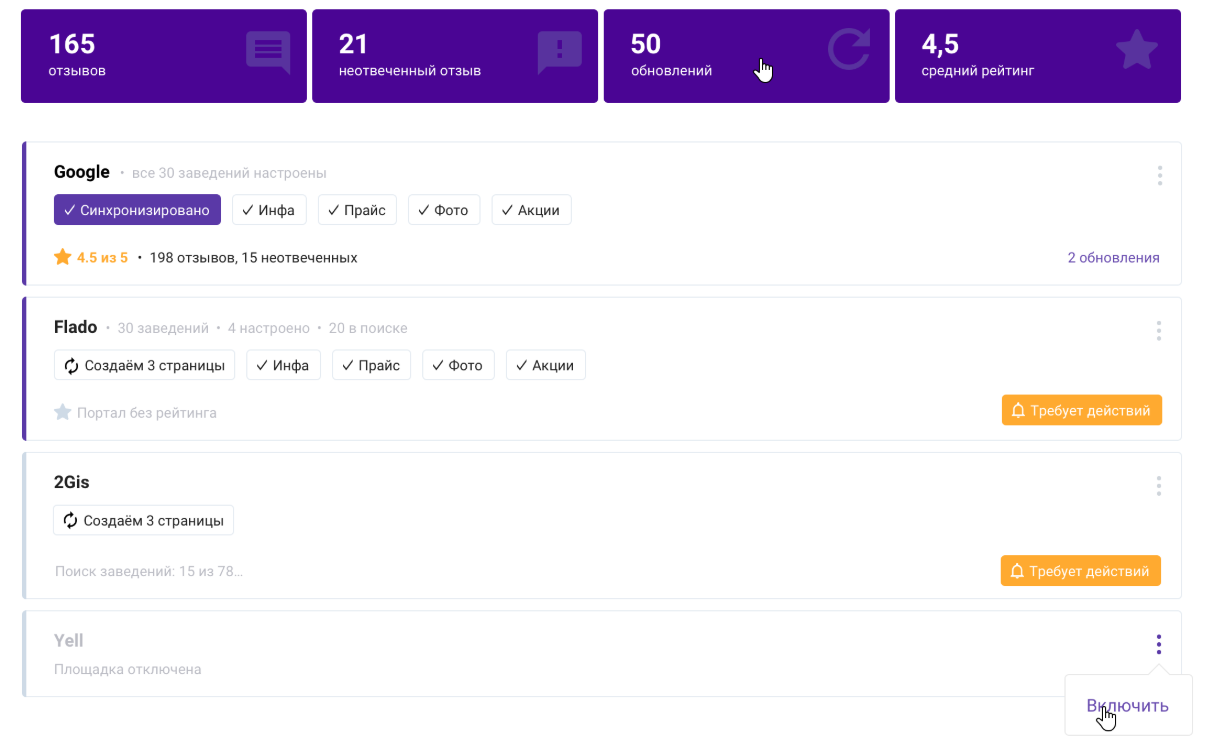 165
отзывов
21
неотвеченный отзыв
50
обновлений
4,5
средний рейтинг
Google • все 30 заведений настроены
Синхронизировано Инфа Прайс Фото Акции
4.5 из 5 • 198 отзывов, 15 неотвеченных 2 обновления
Flado • 30 заведений • 4 настроено • 20 в поиске
Создаём 3 страницы Инфа Прайс Фото Акции
Портал без рейтинга Требует действий
2Gis
Создаём 3 страницы
Поиск заведений: 15 из 78... Требует действий
Yell
Площадка отключена
Включить